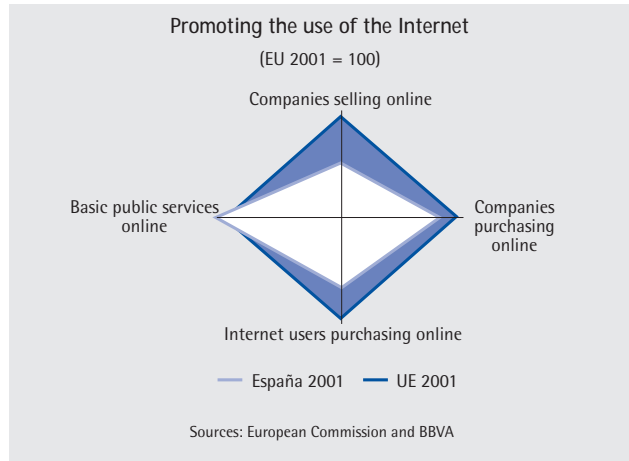 Promoting the use of the Internet
(EU 2001 = 100)
Companies selling online
Basic public services
online
Companies
purchasing
online
Internet users purchasing online
España 2001
UE 2001
Sources: European Commission and BBVA